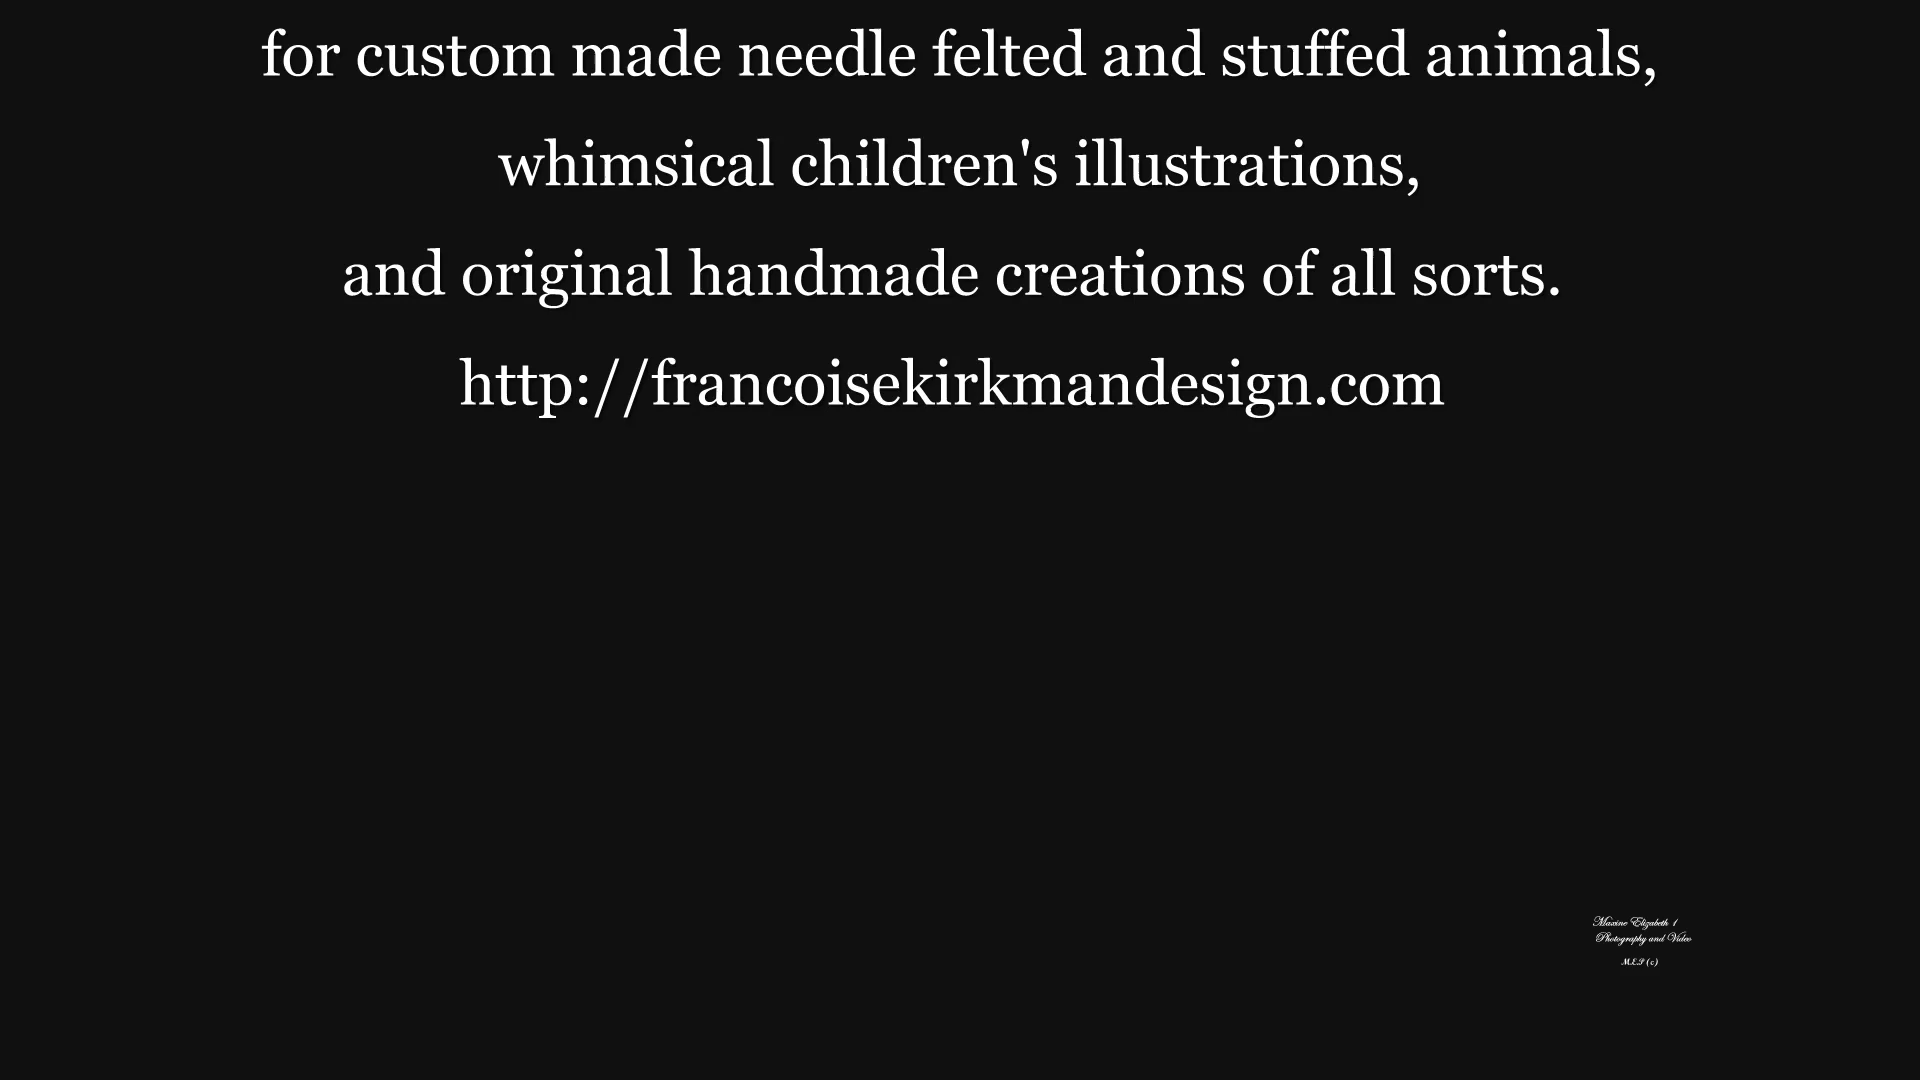 for custom made needle felted and stuffed animals,
whimsical children's illustrations,
and original handmade creations of all sorts.
http://francoisekirkmandesign.com
Maxine Elizabeth 1
Photography and Video
M.E.P (c)